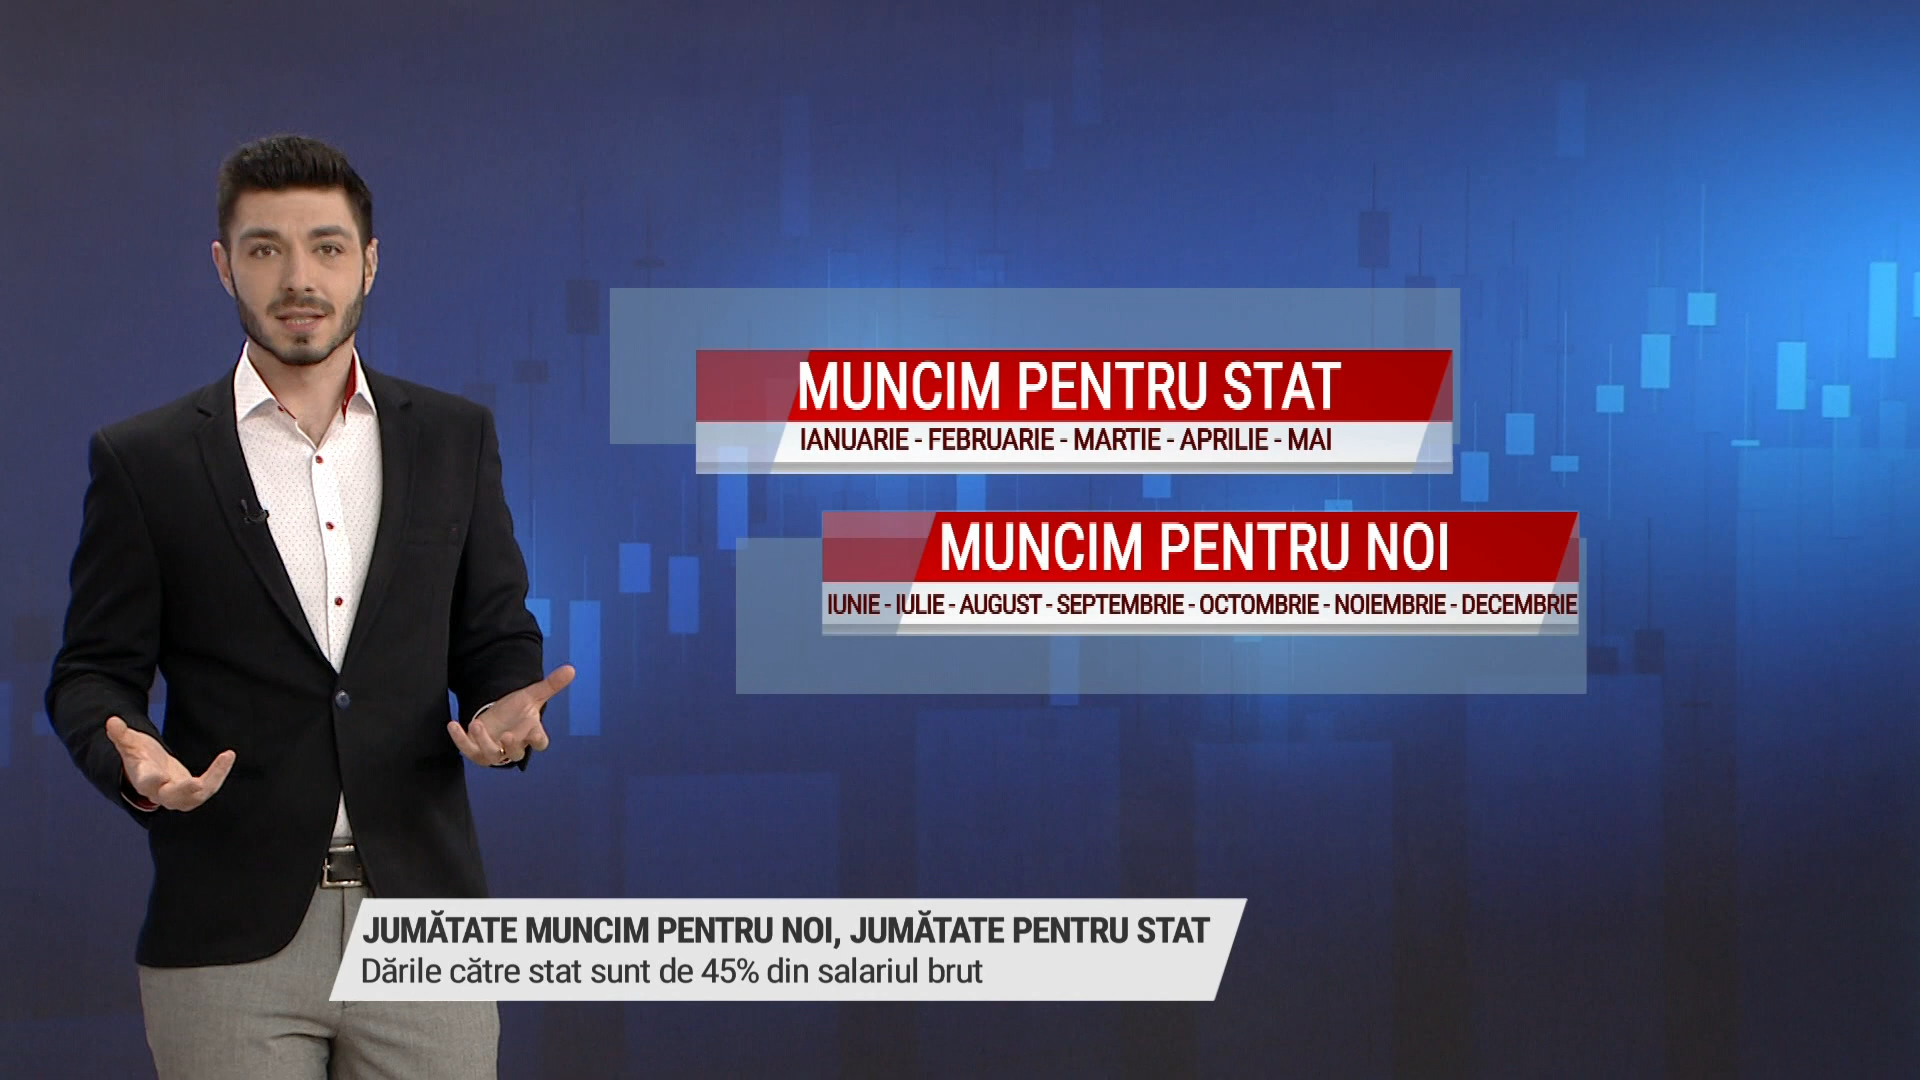 MUNCIM PENTRU STAT
IANUARIE - FEBRUARIE - MARTIE - APRILIE - MAI
MUNCIM PENTRU NOI
IUNIE - IULIE - AUGUST - SEPTEMBRIE - OCTOMBRIE - NOIEMBRIE - DECEMBRIE
JUMĂTATE MUNCIM PENTRU NOI, JUMĂTATE PENTRU STAT
Dările către stat sunt de 45% din salariul brut